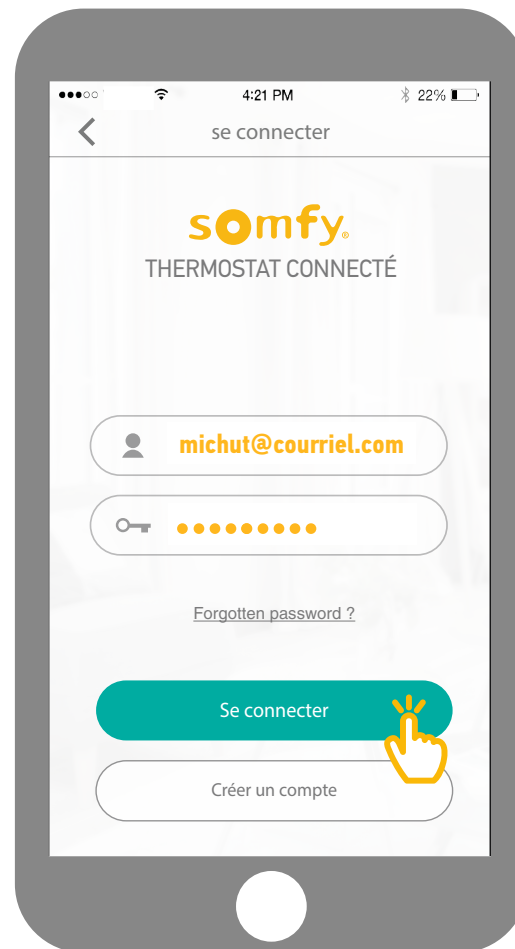 4:21 PM 22%
se connecter
somfy®
THERMOSTAT CONNECTÉ
michut@courriel.com
Forgotten password ?
Se connecter
Créer un compte